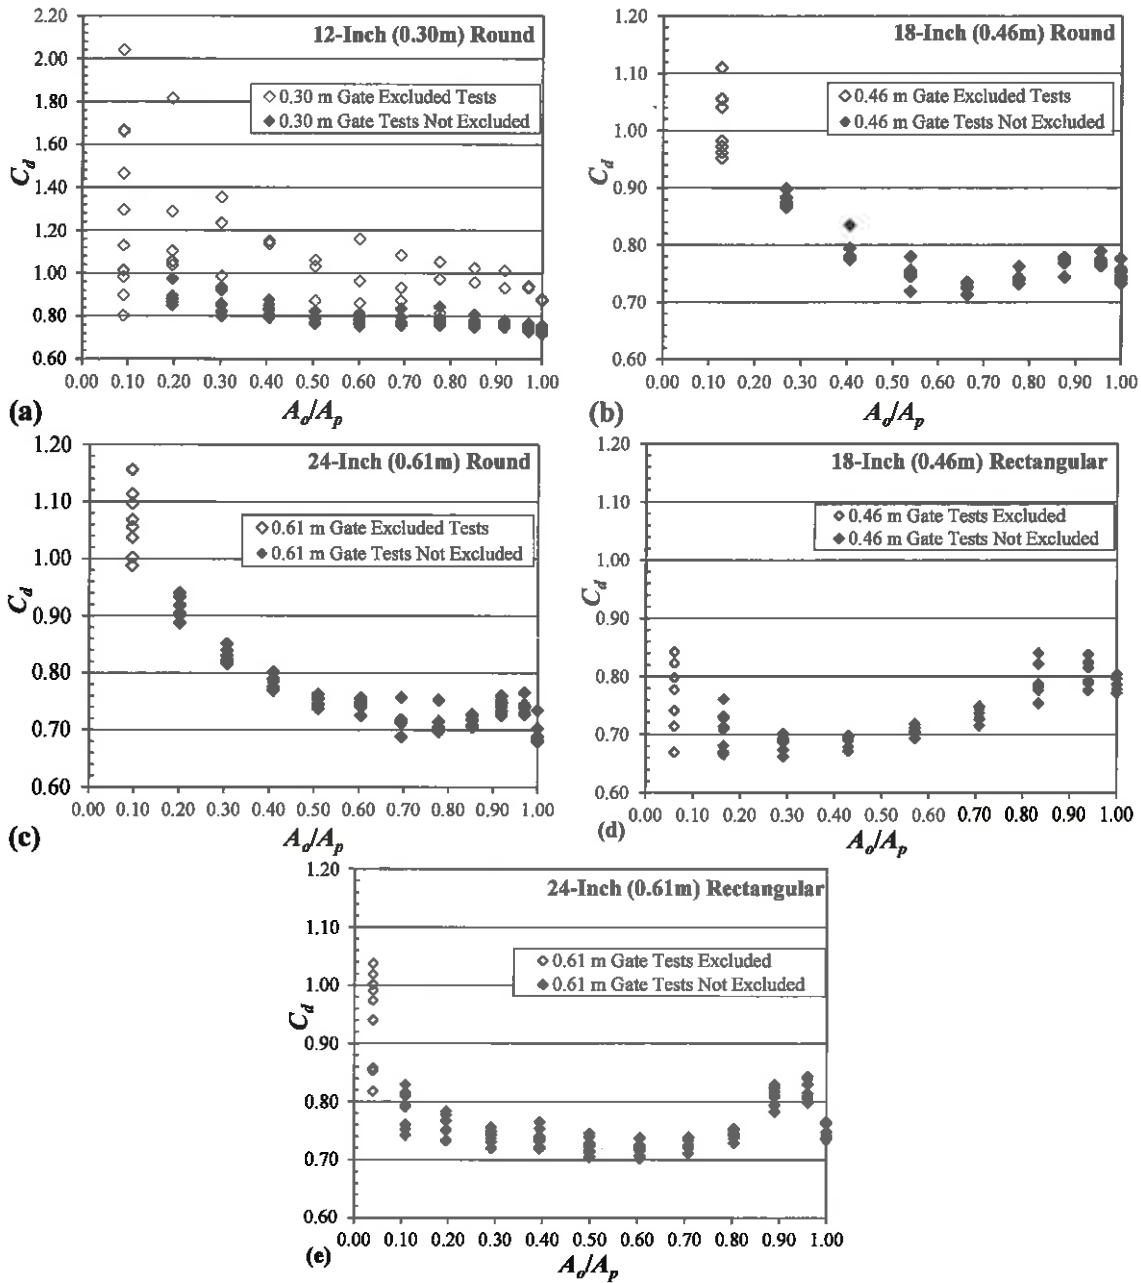 12-Inch (0.30m) Round
0.30 m Gate Excluded Tests
0.30 m Gate Tests Not Excluded
2.20
2.00
1.80
1.60
1.40
1.20
1.00
0.80
0.60
C_d
0.00 0.10 0.20 0.30 0.40 0.50 0.60 0.70 0.80 0.90 1.00
(a)
A_o/A_p
18-Inch (0.46m) Round
0.46 m Gate Excluded Tests
0.46 m Gate Tests Not Excluded
1.20
1.10
1.00
0.90
0.80
0.70
0.60
C_d
0.00 0.10 0.20 0.30 0.40 0.50 0.60 0.70 0.80 0.90 1.00
(b)
A_o/A_p
24-Inch (0.61m) Round
0.61 m Gate Excluded Tests
0.61 m Gate Tests Not Excluded
1.20
1.10
1.00
0.90
0.80
0.70
0.60
C_d
0.00 0.10 0.20 0.30 0.40 0.50 0.60 0.70 0.80 0.90 1.00
(c)
A_o/A_p
18-Inch (0.46m) Rectangular
0.46 m Gate Tests Excluded
0.46 m Gate Tests Not Excluded
1.20
1.10
1.00
0.90
0.80
0.70
0.60
C_d
0.00 0.10 0.20 0.30 0.40 0.50 0.60 0.70 0.80 0.90 1.00
(d)
A_o/A_p
24-Inch (0.61m) Rectangular
0.61 m Gate Tests Excluded
0.61 m Gate Tests Not Excluded
1.20
1.10
1.00
0.90
0.80
0.70
0.60
C_d
0.00 0.10 0.20 0.30 0.40 0.50 0.60 0.70 0.80 0.90 1.00
(e)
A_o/A_p